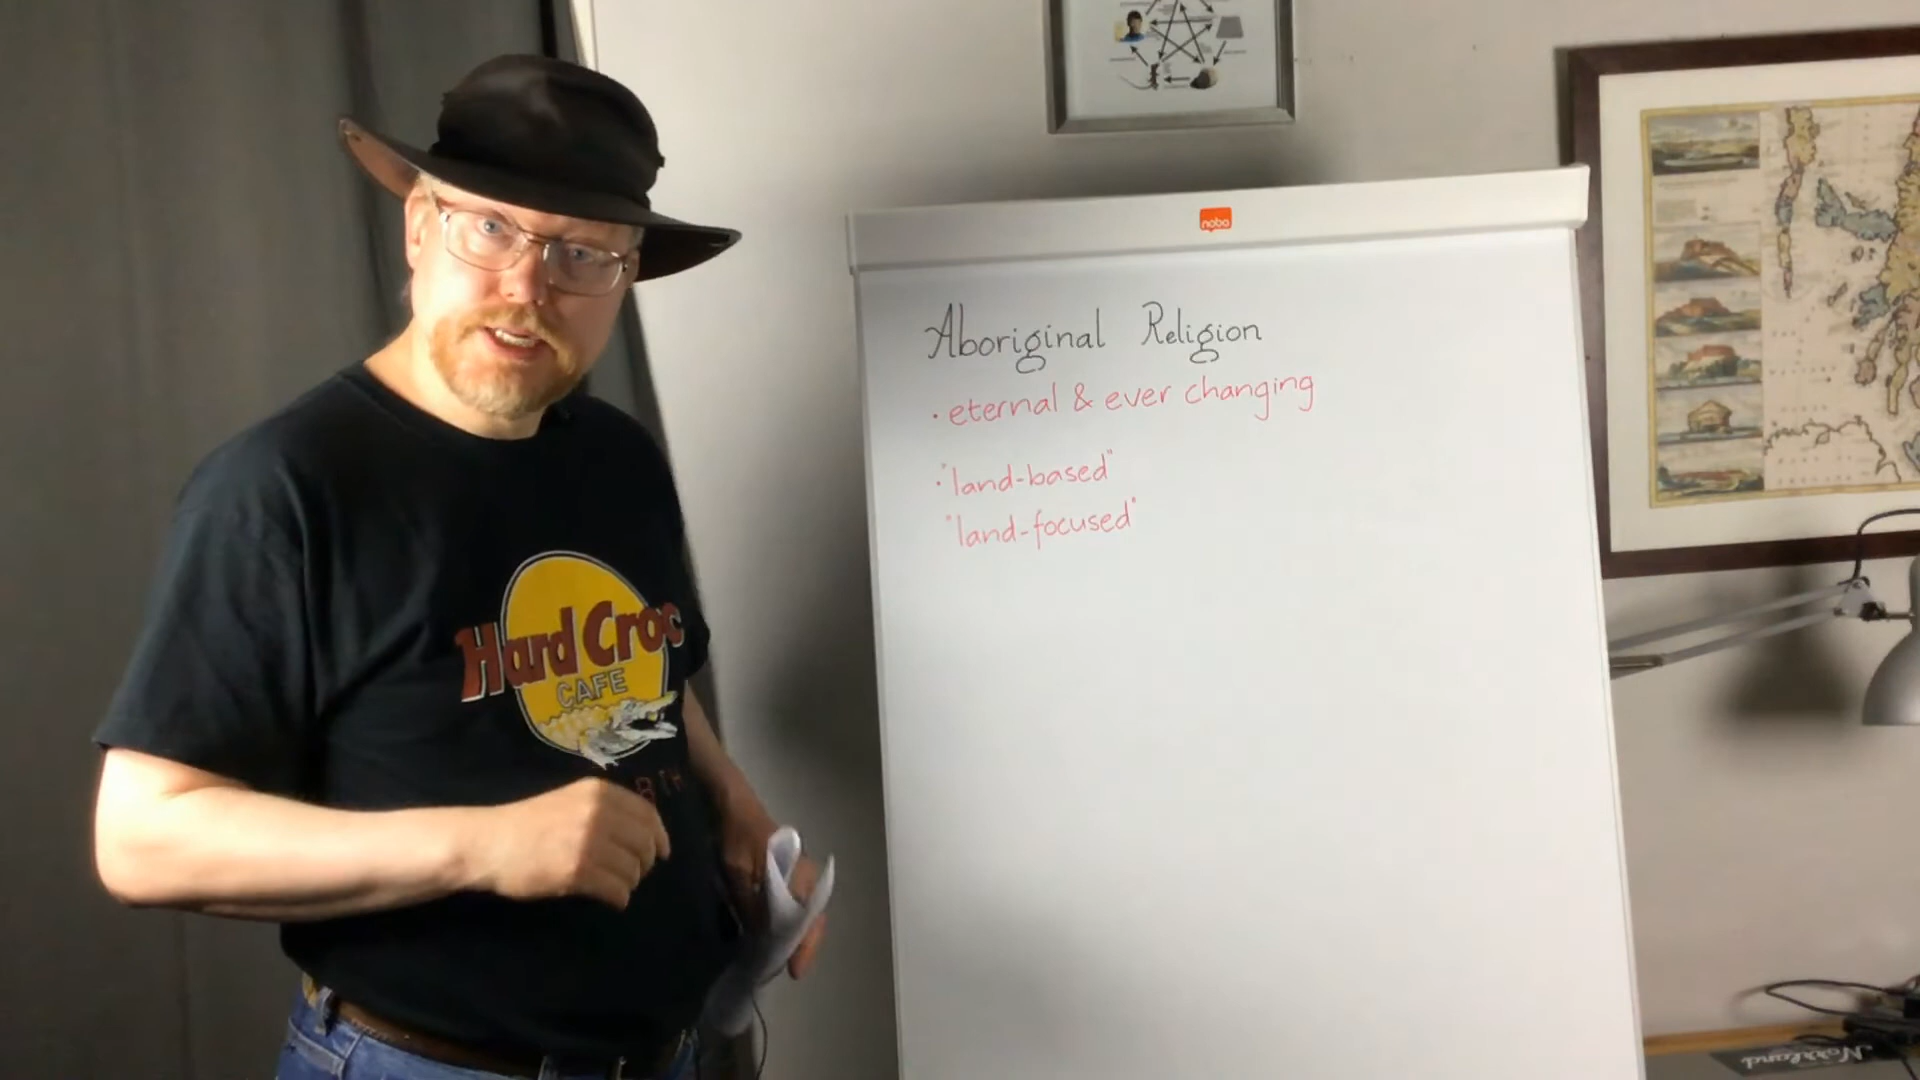 nobo
Aboriginal Religion
· eternal & ever changing
· "land-based"
"land-focused"
Hard Croc
CAFE